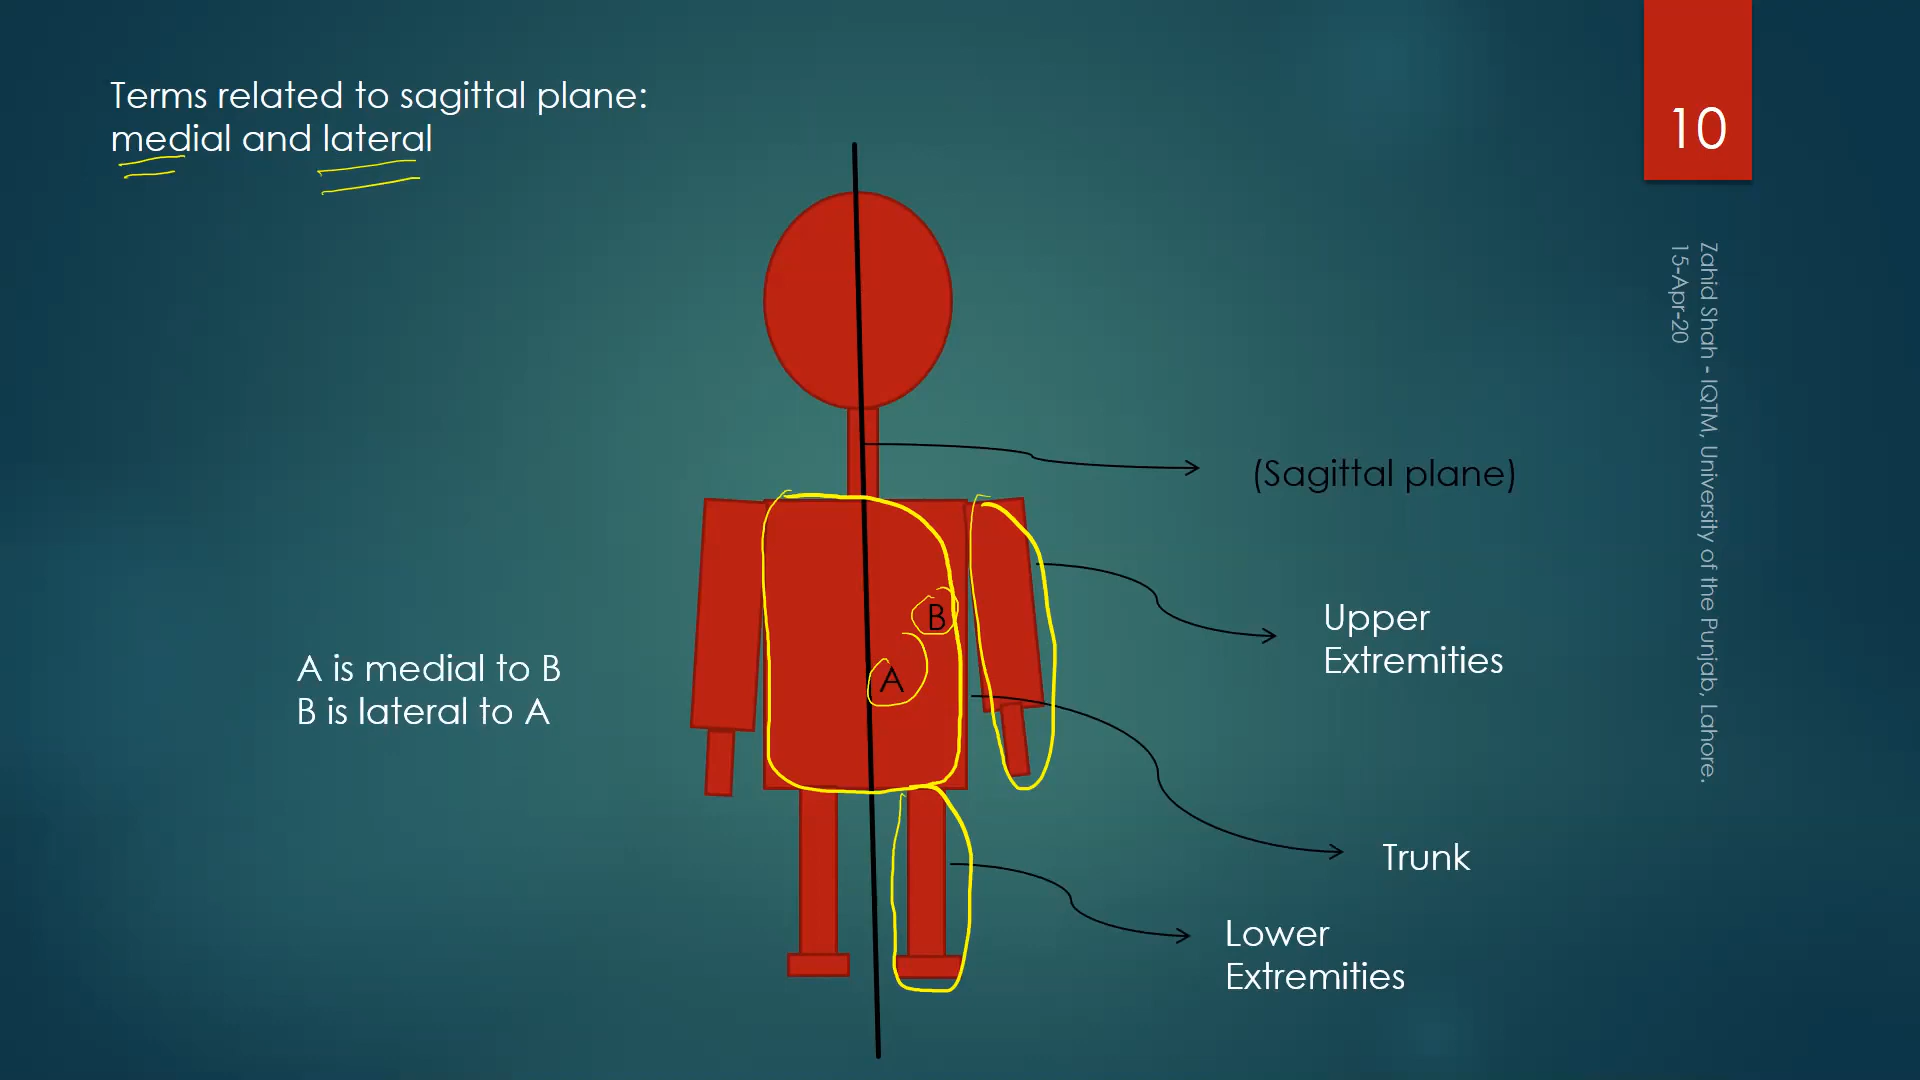 Terms related to sagittal plane:
medial and lateral
10
Zahid Shah - IQTM, University of the Punjab, Lahore.
15-Apr-20
(Sagittal plane)
Upper
Extremities
B
A
A is medial to B
B is lateral to A
Trunk
Lower
Extremities